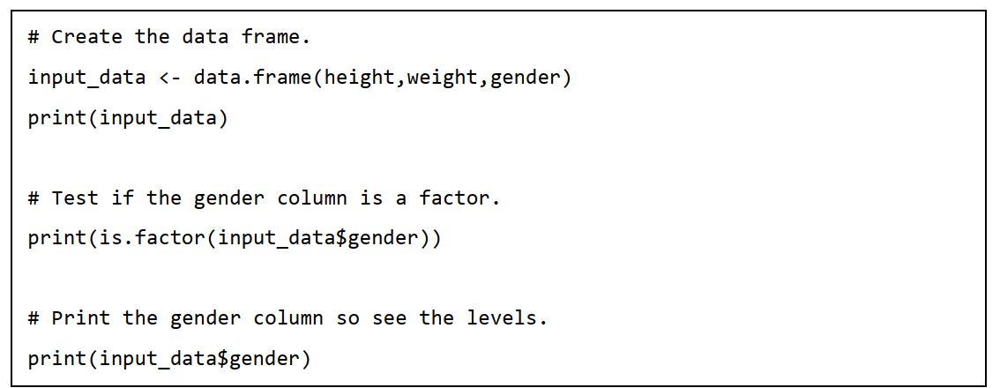 # Create the data frame.
input_data <- data.frame(height,weight,gender)
print(input_data)
# Test if the gender column is a factor.
print(is.factor(input_data$gender))
# Print the gender column so see the levels.
print(input_data$gender)